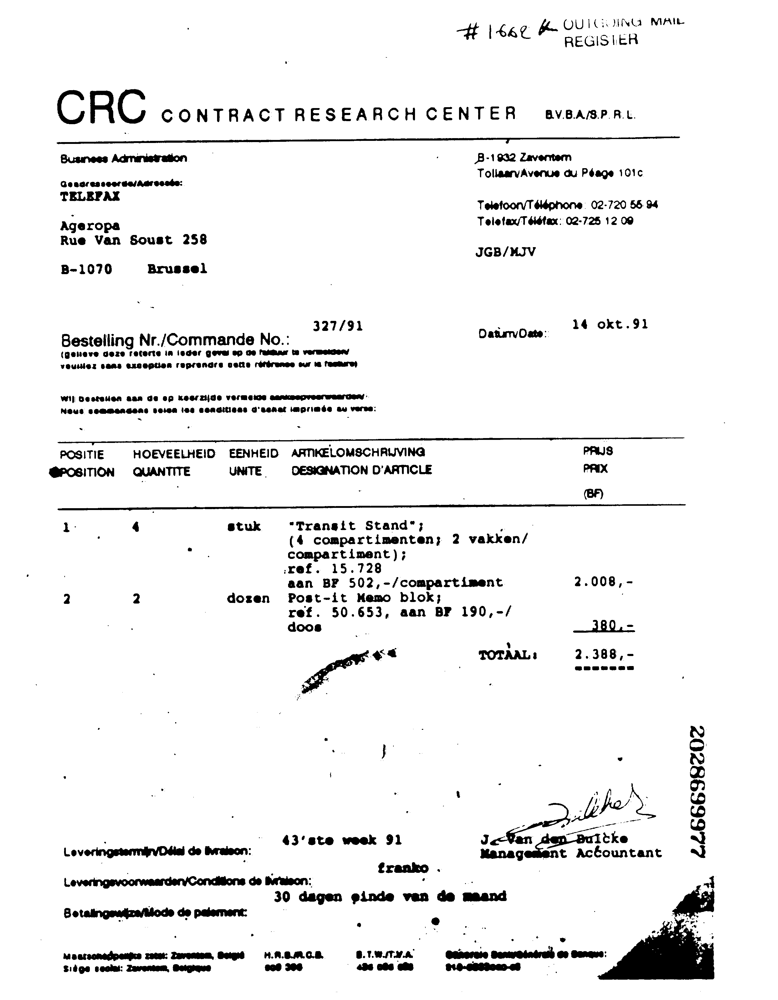 # 1662 OUTGOING MAIL
REGISTER
CRC CONTRACT RESEARCH CENTER B.V.B.A./S.P.R.L.
Business Administration
B-1932 Zaventem
Tollaan/Avenue du Péage 101c
Geadresseerde/Adressée:
TELEFAX
Telefoon/Téléphone: 02-720 55 94
Telefax/Téléfax: 02-725 12 09
Ageropa
Rue Van Soust 258
JGB/MJV
B-1070 Brussel
327/91
14 okt.91
Bestelling Nr./Commande No.:
Datum/Date:
(gelieve deze referte in ieder geval op de faktuur te vermelden/
veuillez sans exception reprendre cette référence sur la facture)
Wij bestellen aan de op keerzijde vermelde aankoopvoorwaarden/
Nous commandons selon les conditions d'achat imprimée au verso:
POSITIE HOEVEELHEID EENHEID ARTIKELOMSCHRIJVING PRIJS
POSITION QUANTITE UNITE DESIGNATION D'ARTICLE PRIX
(BF)
1 4 stuk "Transit Stand";
(4 compartimenten; 2 vakken/
compartiment);
ref. 15.728
aan BF 502,-/compartiment 2.008,-
2 2 dozen Post-it Memo blok;
ref. 50.653, aan BF 190,-/
doos 380,-
TOTAAL: 2.388,-
2028699977
43'ste week 91
J. Van den Bulcke
Leveringstermijn/Délai de livraison:
Management Accountant
franko
Leveringsvoorwaarden/Conditions de livraison:
30 dagen einde van de maand
Betalingswijze/Mode de paiement:
Maatschappelijke zetel: Zaventem, België H.R.B./R.C.B. B.T.W./T.V.A.
Siège social: Zaventem, Belgique